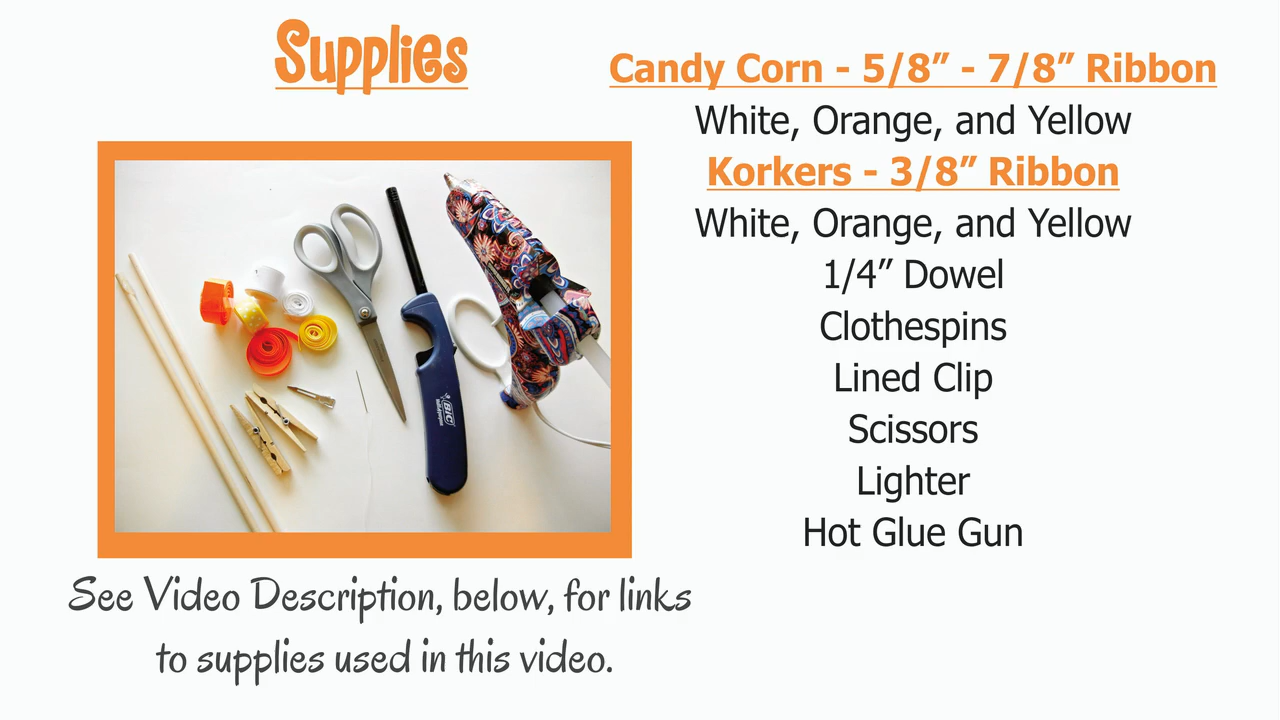 Supplies
Candy Corn - 5/8” - 7/8” Ribbon
White, Orange, and Yellow
Korkers - 3/8” Ribbon
White, Orange, and Yellow
1/4” Dowel
Clothespins
Lined Clip
Scissors
Lighter
Hot Glue Gun
BIC
See Video Description, below, for links
to supplies used in this video.